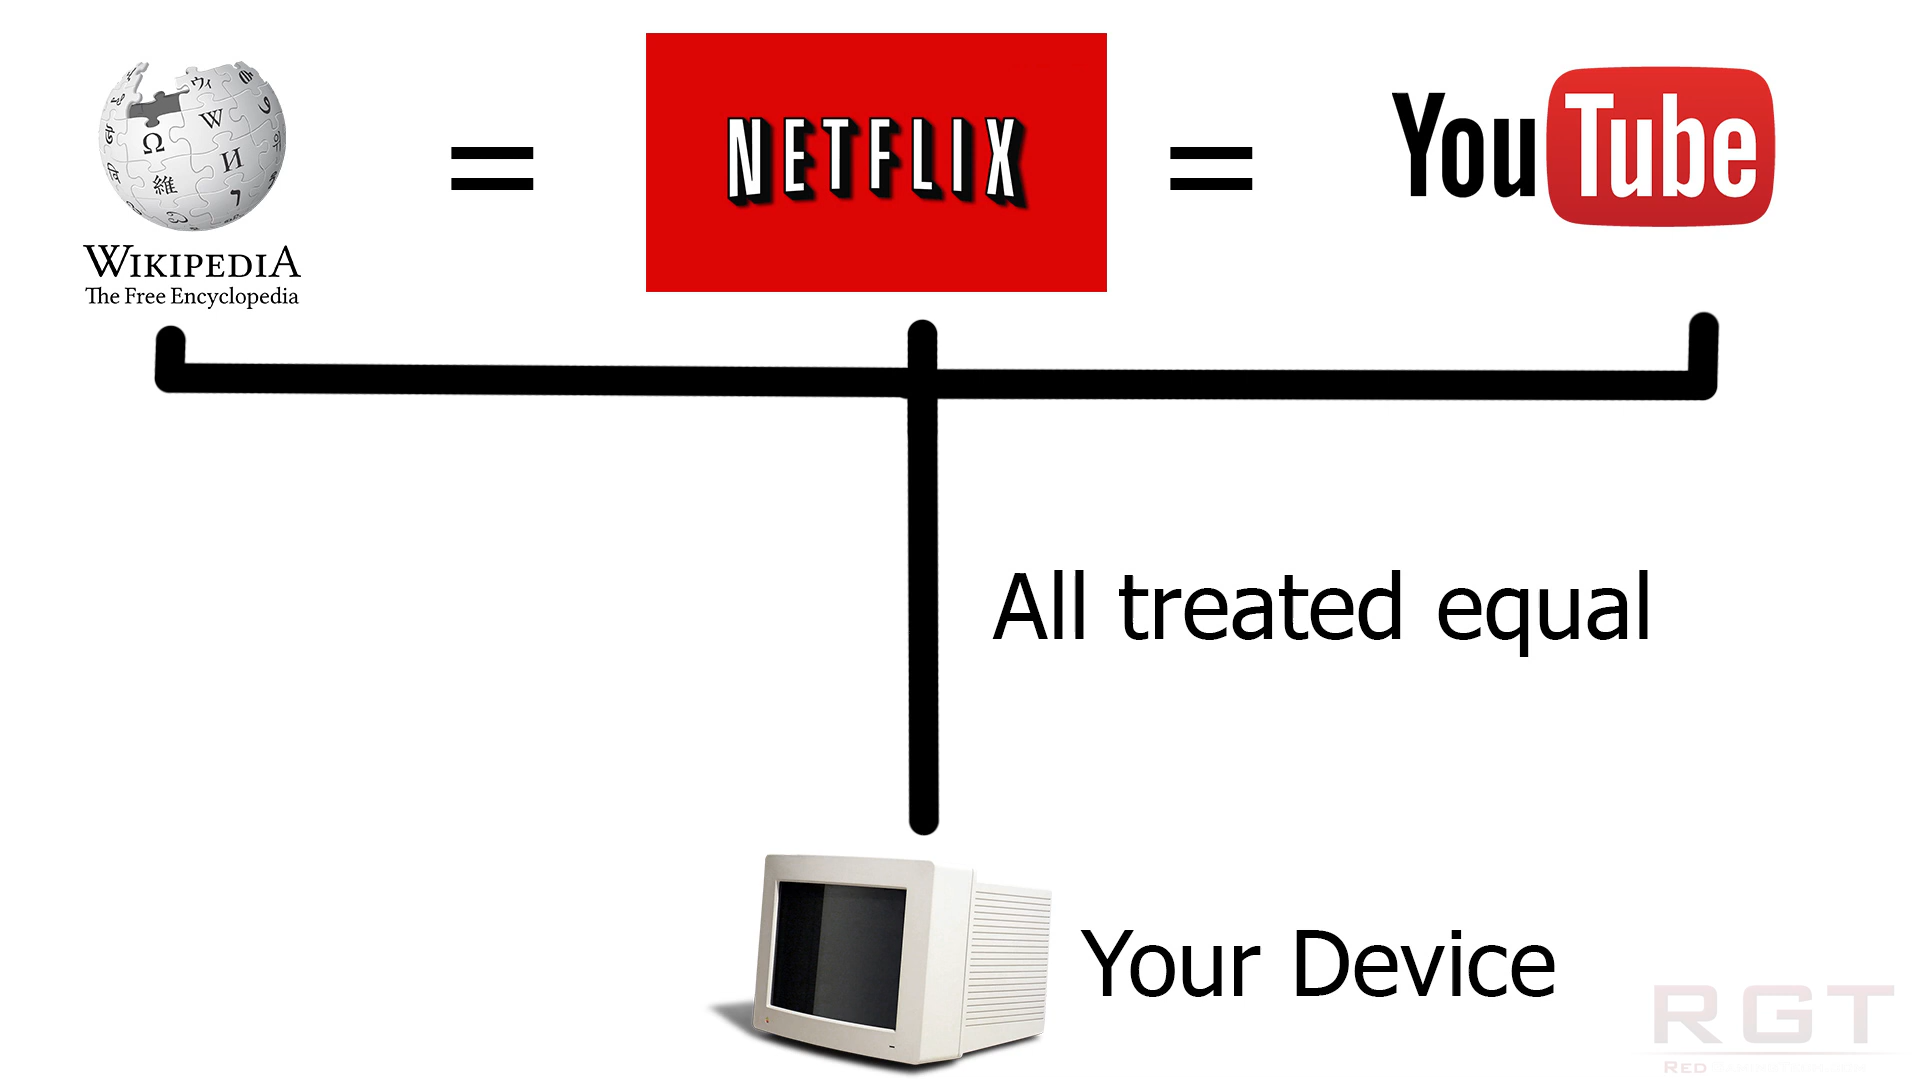 WIKIPEDIA
The Free Encyclopedia
=
NETFLIX
=
YouTube
All treated equal
Your Device
RGT